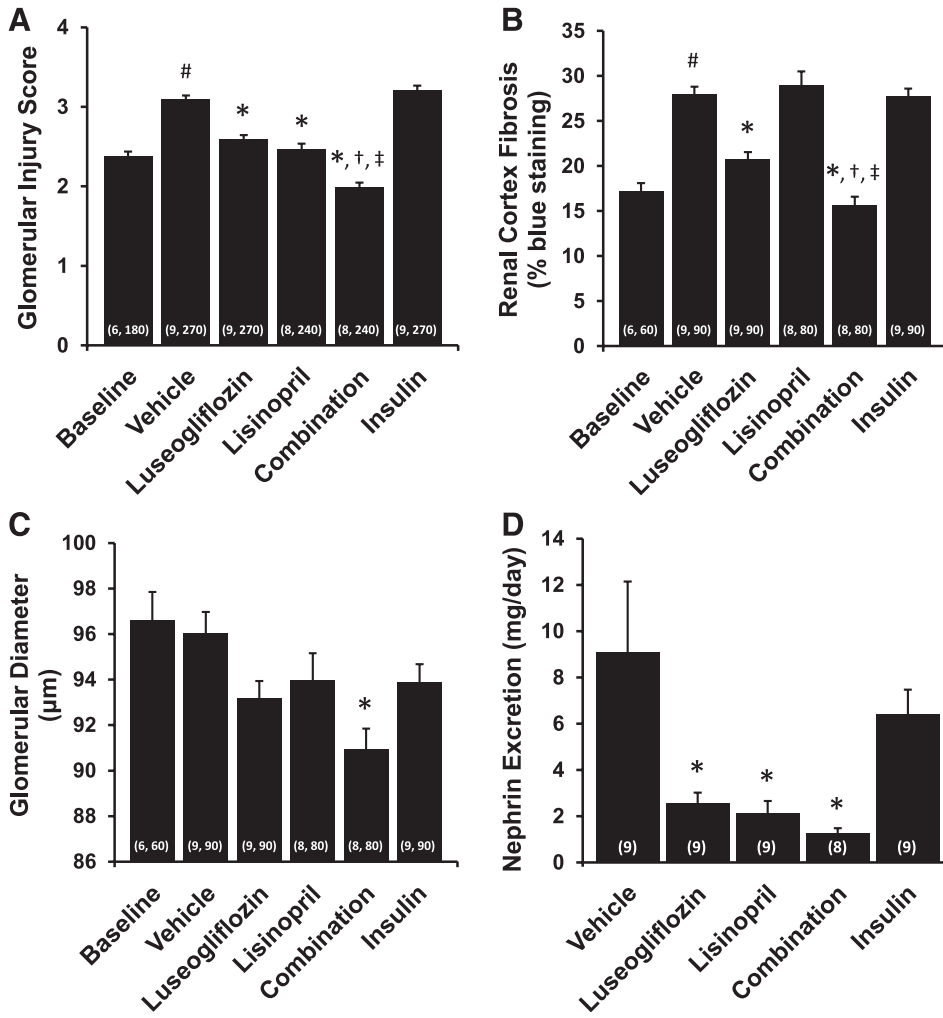 A
Glomerular Injury Score
4
3
2
1
0
#
*
*
*, †, ‡
(6, 180)
(9, 270)
(9, 270)
(8, 240)
(8, 240)
(9, 270)
Baseline
Vehicle
Luseogliflozin
Lisinopril
Combination
Insulin
B
Renal Cortex Fibrosis
(% blue staining)
35
30
25
20
15
10
5
0
#
*
*, †, ‡
(6, 60)
(9, 90)
(9, 90)
(8, 80)
(8, 80)
(9, 90)
Baseline
Vehicle
Luseogliflozin
Lisinopril
Combination
Insulin
C
Glomerular Diameter
(µm)
100
98
96
94
92
90
88
86
*
(6, 60)
(9, 90)
(9, 90)
(8, 80)
(8, 80)
(9, 90)
Baseline
Vehicle
Luseogliflozin
Lisinopril
Combination
Insulin
D
Nephrin Excretion (mg/day)
14
12
10
8
6
4
2
0
*
*
*
(9)
(9)
(9)
(8)
(9)
Vehicle
Luseogliflozin
Lisinopril
Combination
Insulin